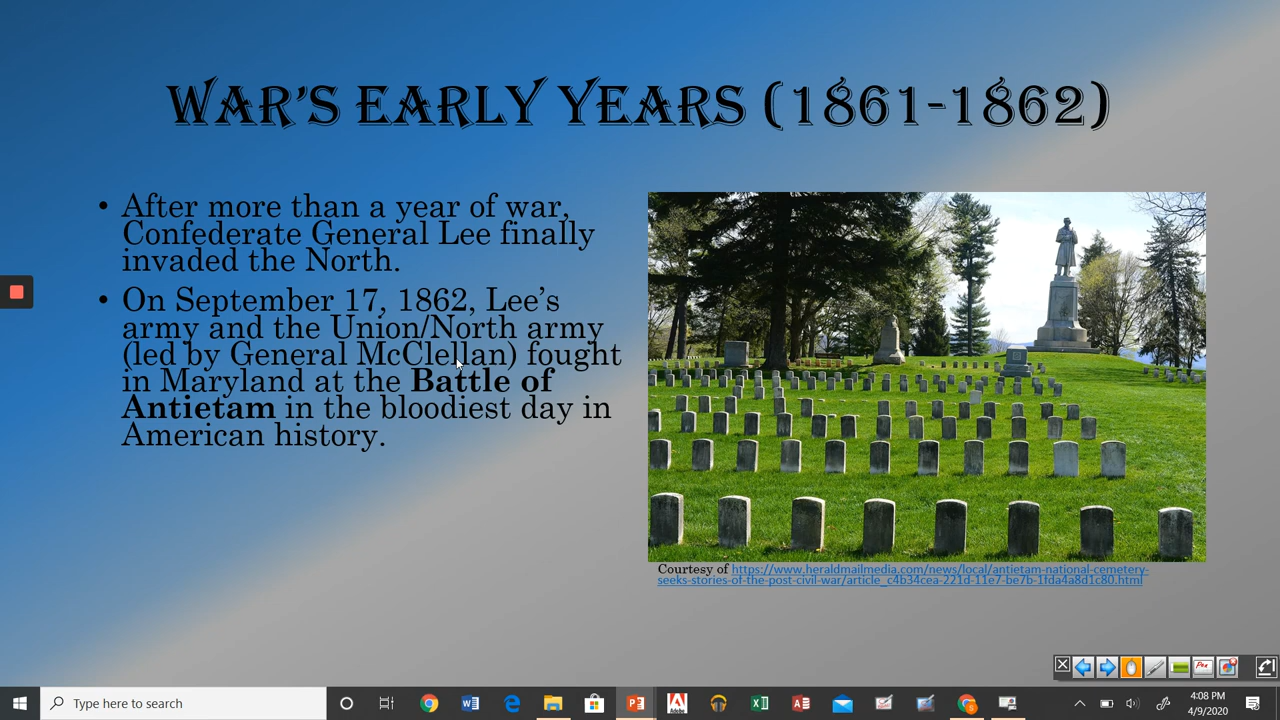 WAR'S EARLY YEARS (1861-1862)
• After more than a year of war,
Confederate General Lee finally
invaded the North.
• On September 17, 1862, Lee's
army and the Union/North army
(led by General McClellan) fought
in Maryland at the Battle of
Antietam in the bloodiest day in
American history.
Courtesy of https://www.heraldmailmedia.com/news/local/antietam-national-cemetery-
seeks-stories-of-the-post-civil-war/article_c4b34cea-221d-11e7-be7b-1fda4a8d1c80.html
Type here to search
4:08 PM
4/9/2020